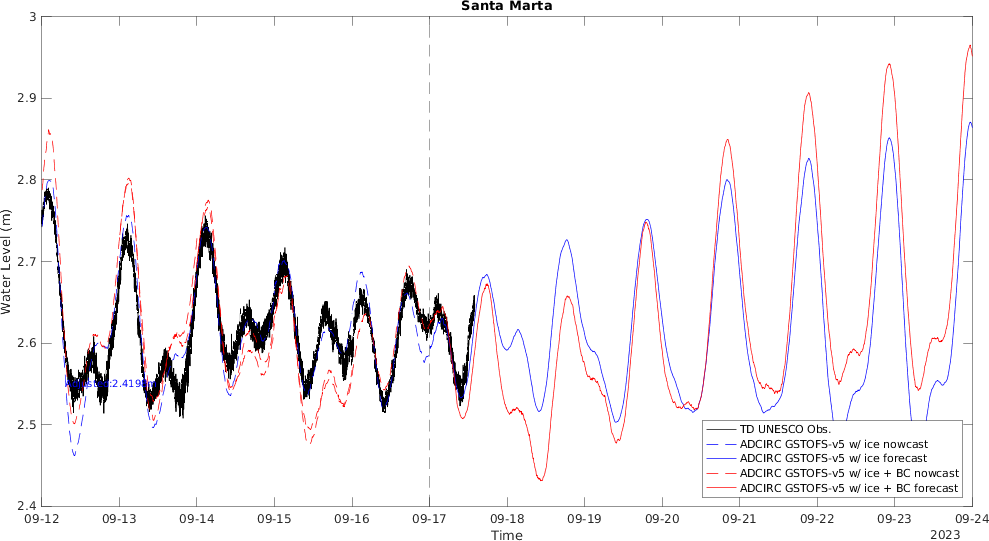 Santa Marta
Water Level (m)
3
2.9
2.8
2.7
2.6
2.5
2.4
TD UNESCO Obs.
ADCIRC GSTOFS-v5 w/ ice nowcast
ADCIRC GSTOFS-v5 w/ ice forecast
ADCIRC GSTOFS-v5 w/ ice + BC nowcast
ADCIRC GSTOFS-v5 w/ ice + BC forecast
09-12 09-13 09-14 09-15 09-16 09-17 09-18 09-19 09-20 09-21 09-22 09-23 09-24
Time
2023